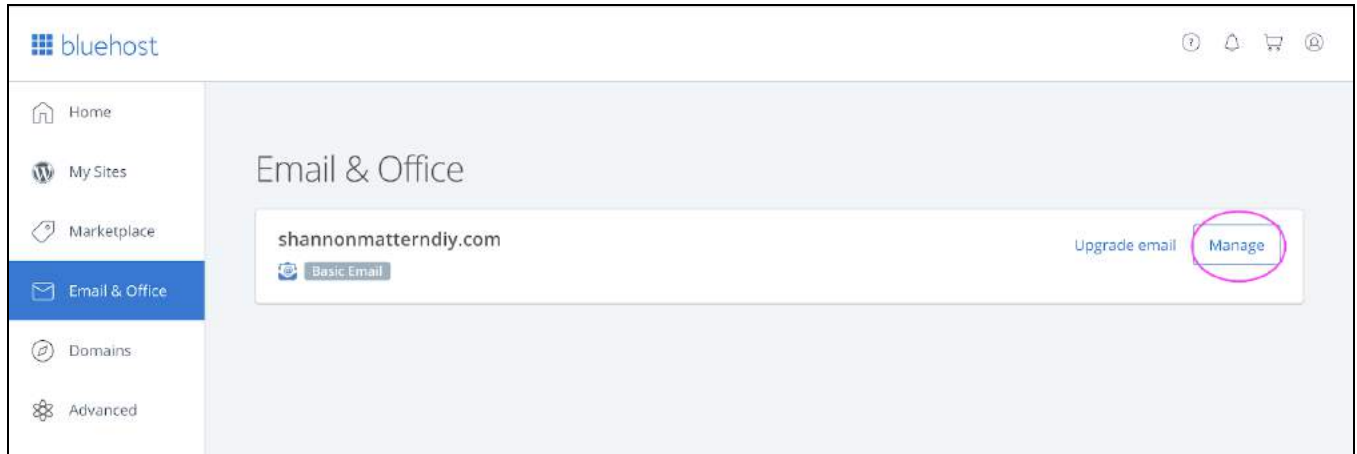 bluehost
Home
My Sites
Marketplace
Email & Office
Domains
Advanced
Email & Office
shannonmatterndiy.com
Basic Email
Upgrade email
Manage